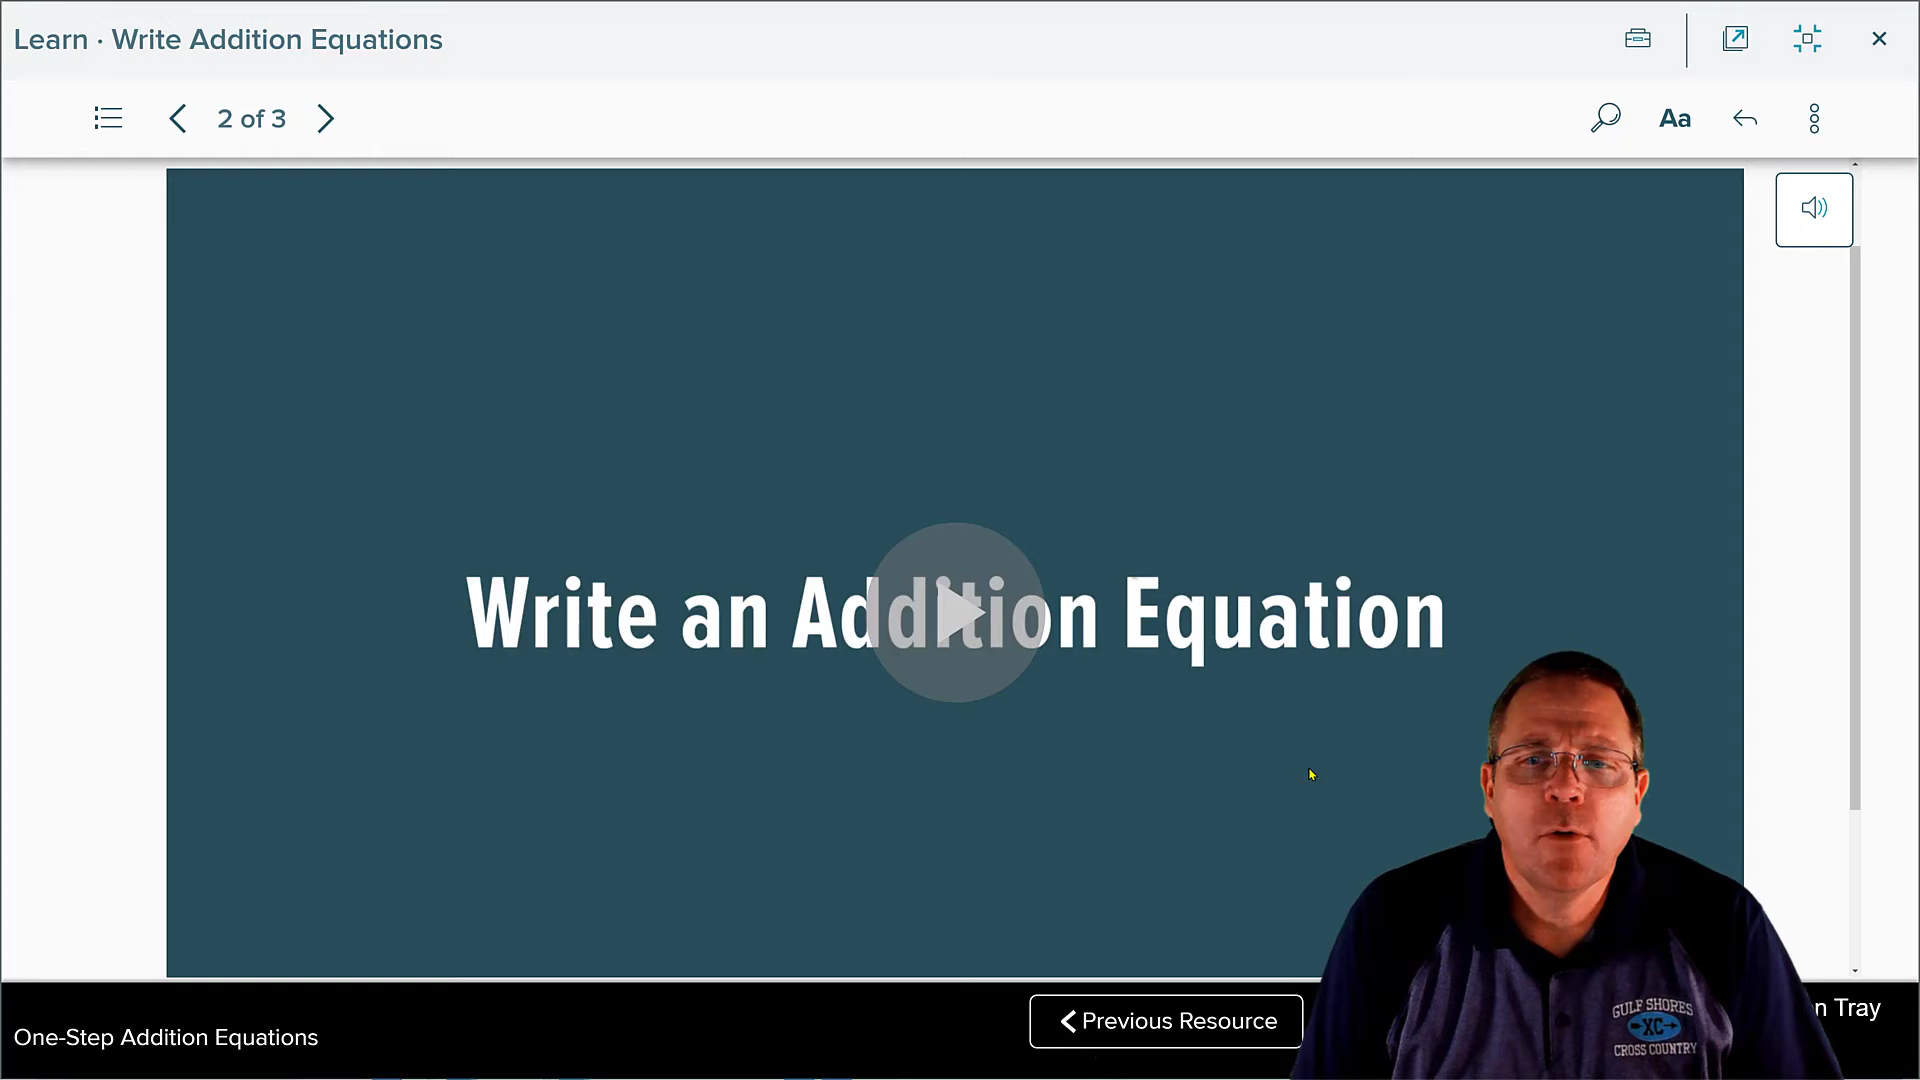 Learn · Write Addition Equations
2 of 3
Aa
Write an Addition Equation
One-Step Addition Equations
Previous Resource
n Tray
GULF SHORES
XC
CROSS COUNTRY